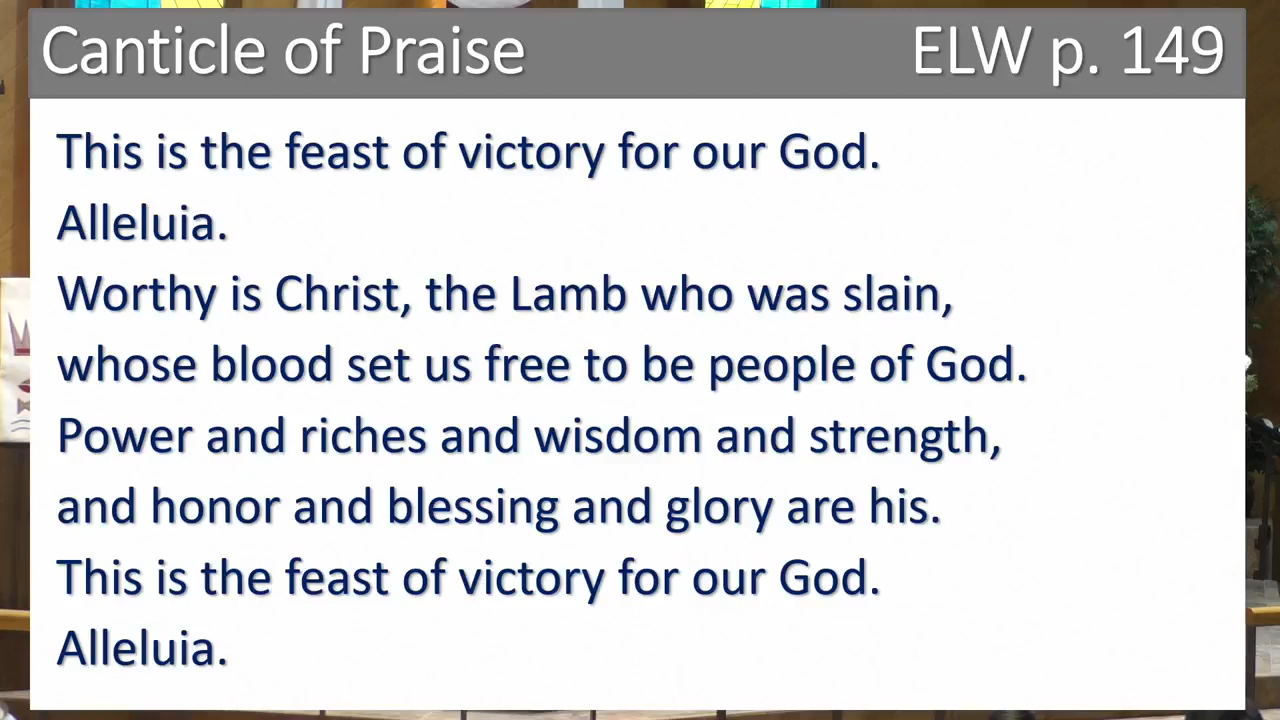 Canticle of Praise ELW p. 149
This is the feast of victory for our God.
Alleluia.
Worthy is Christ, the Lamb who was slain,
whose blood set us free to be people of God.
Power and riches and wisdom and strength,
and honor and blessing and glory are his.
This is the feast of victory for our God.
Alleluia.